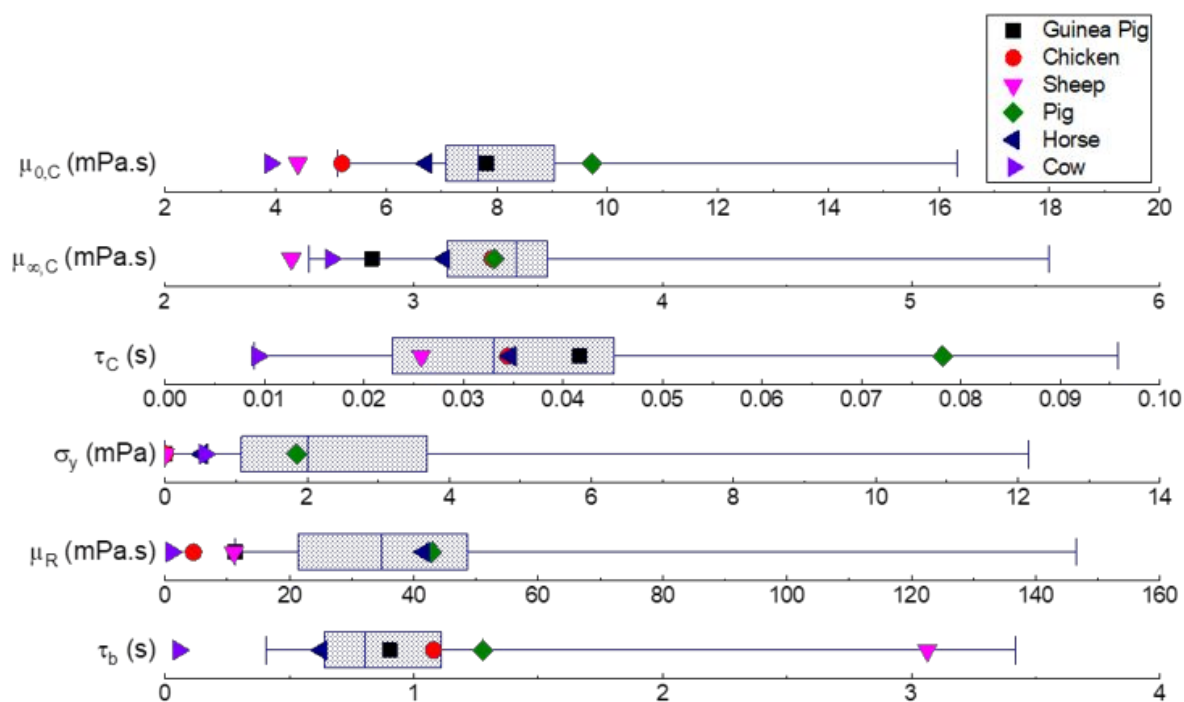 Guinea Pig
Chicken
Sheep
Pig
Horse
Cow
μ0,C (mPa.s)
2 4 6 8 10 12 14 16 18 20
μ∞,C (mPa.s)
2 3 4 5 6
τC (s)
0.00 0.01 0.02 0.03 0.04 0.05 0.06 0.07 0.08 0.09 0.10
σy (mPa)
0 2 4 6 8 10 12 14
μR (mPa.s)
0 20 40 60 80 100 120 140 160
τb (s)
0 1 2 3 4